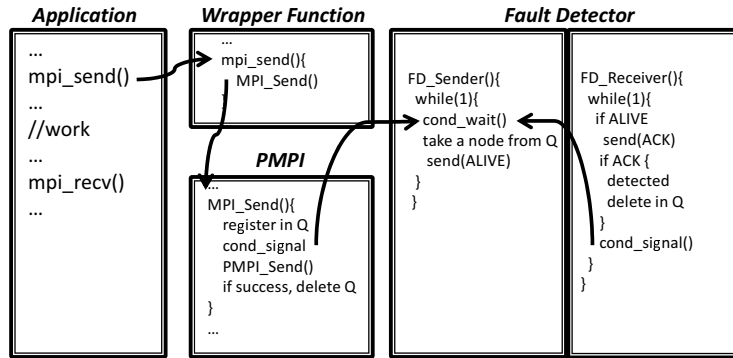 Application
...
mpi_send()
...
//work
...
mpi_recv()
...
Wrapper Function
...
mpi_send(){
MPI_Send()
}
PMPI
...
MPI_Send(){
register in Q
cond_signal
PMPI_Send()
if success, delete Q
}
...
Fault Detector
FD_Sender(){
while(1){
cond_wait()
take a node from Q
send(ALIVE)
}
}
FD_Receiver(){
while(1){
if ALIVE
send(ACK)
if ACK {
detected
delete in Q
}
cond_signal()
}
}